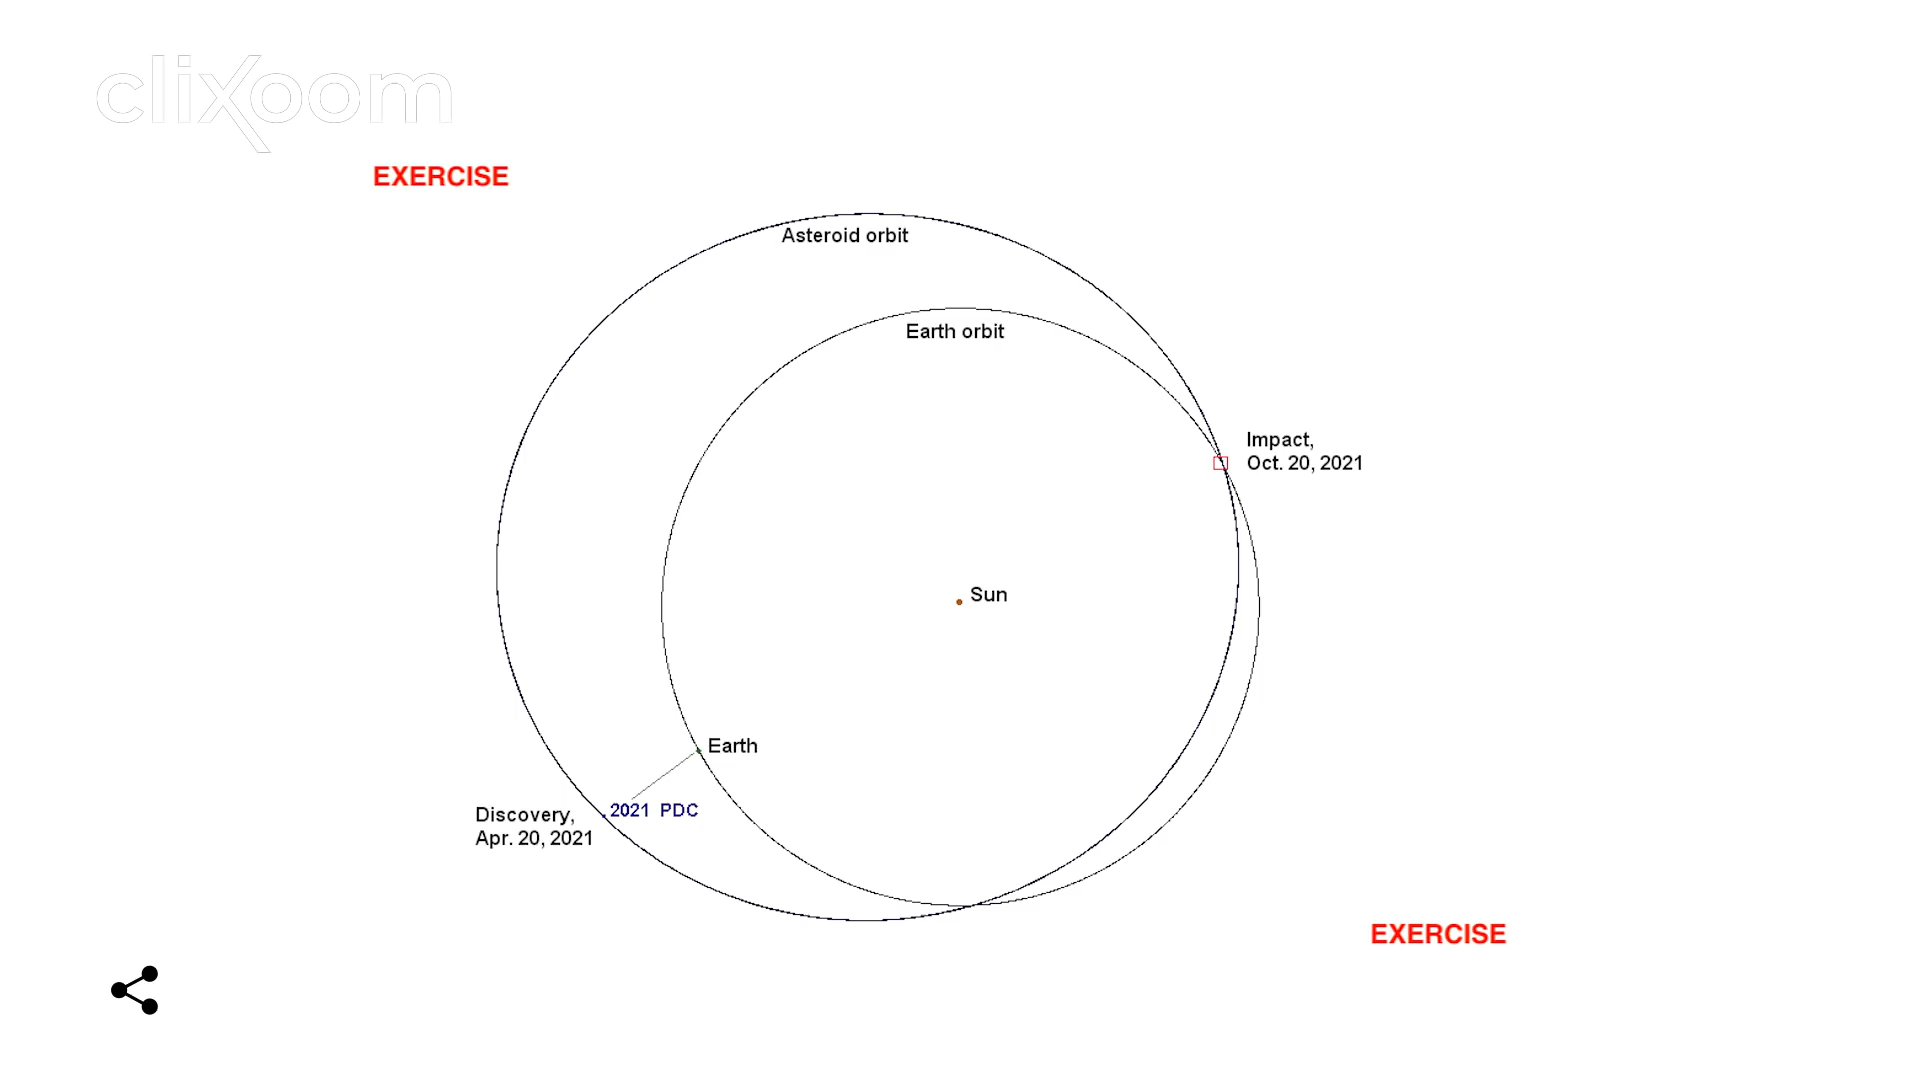 clixoom
EXERCISE
Asteroid orbit
Earth orbit
Impact,
Oct. 20, 2021
Sun
Earth
2021 PDC
Discovery,
Apr. 20, 2021
EXERCISE